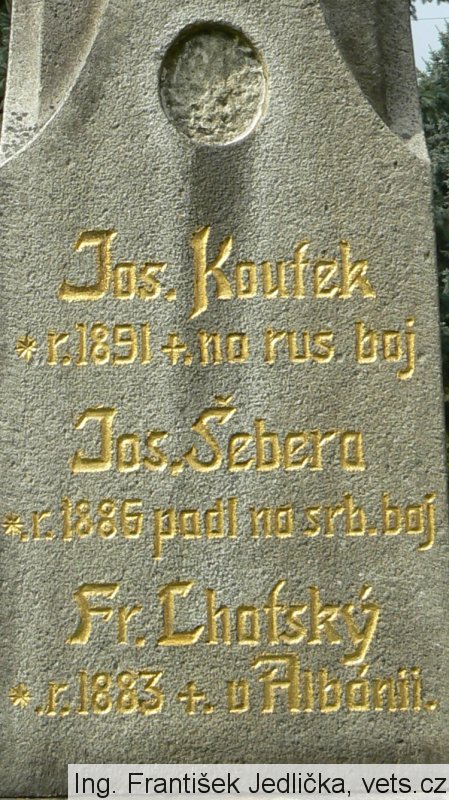 Jos. Koutek
* r. 1891 +. na rus. boj.
Jos. Šebera
*. r. 1886 padl na srb. boj
Fr. Lhotský
*. r. 1883 +. v Albánii.
Ing. František Jedlička, vets.cz